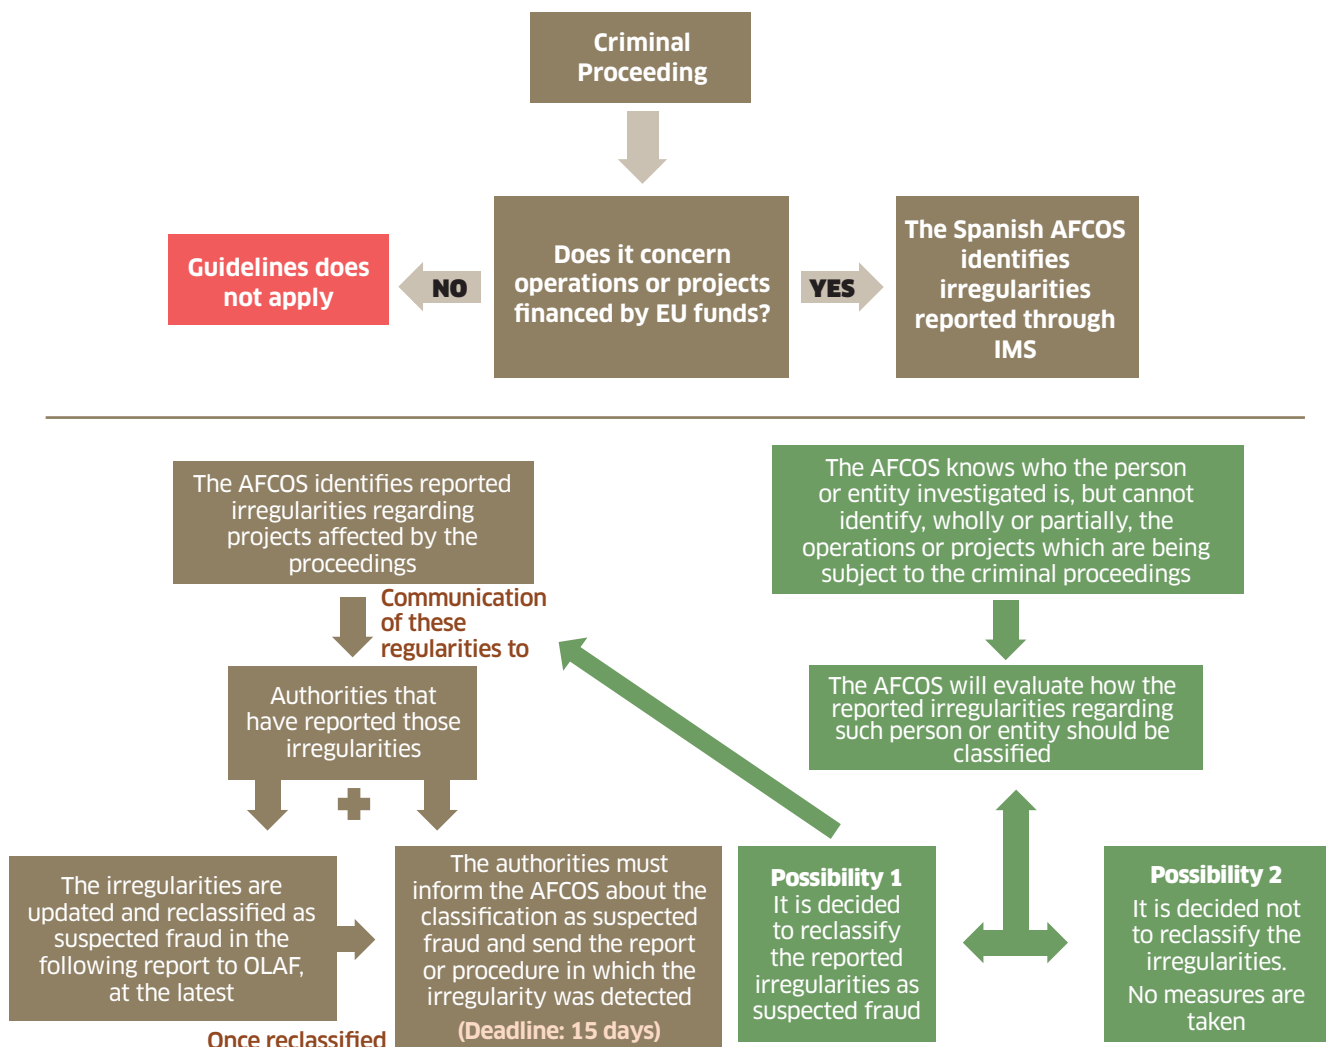 Criminal
Proceeding
Guidelines does
not apply
NO
Does it concern
operations or projects
financed by EU funds?
YES
The Spanish AFCOS
identifies
irregularities
reported through
IMS
The AFCOS identifies reported
irregularities regarding
projects affected by the
proceedings
Communication
of these
regularities to
Authorities that
have reported those
irregularities
The irregularities are
updated and reclassified as
suspected fraud in the
following report to OLAF,
at the latest
Once reclassified
The authorities must
inform the AFCOS about the
classification as suspected
fraud and send the report
or procedure in which the
irregularity was detected
(Deadline: 15 days)
The AFCOS knows who the person
or entity investigated is, but cannot
identify, wholly or partially, the
operations or projects which are being
subject to the criminal proceedings
The AFCOS will evaluate how the
reported irregularities regarding
such person or entity should be
classified
Possibility 1
It is decided
to reclassify
the reported
irregularities as
suspected fraud
Possibility 2
It is decided not
to reclassify the
irregularities.
No measures are
taken